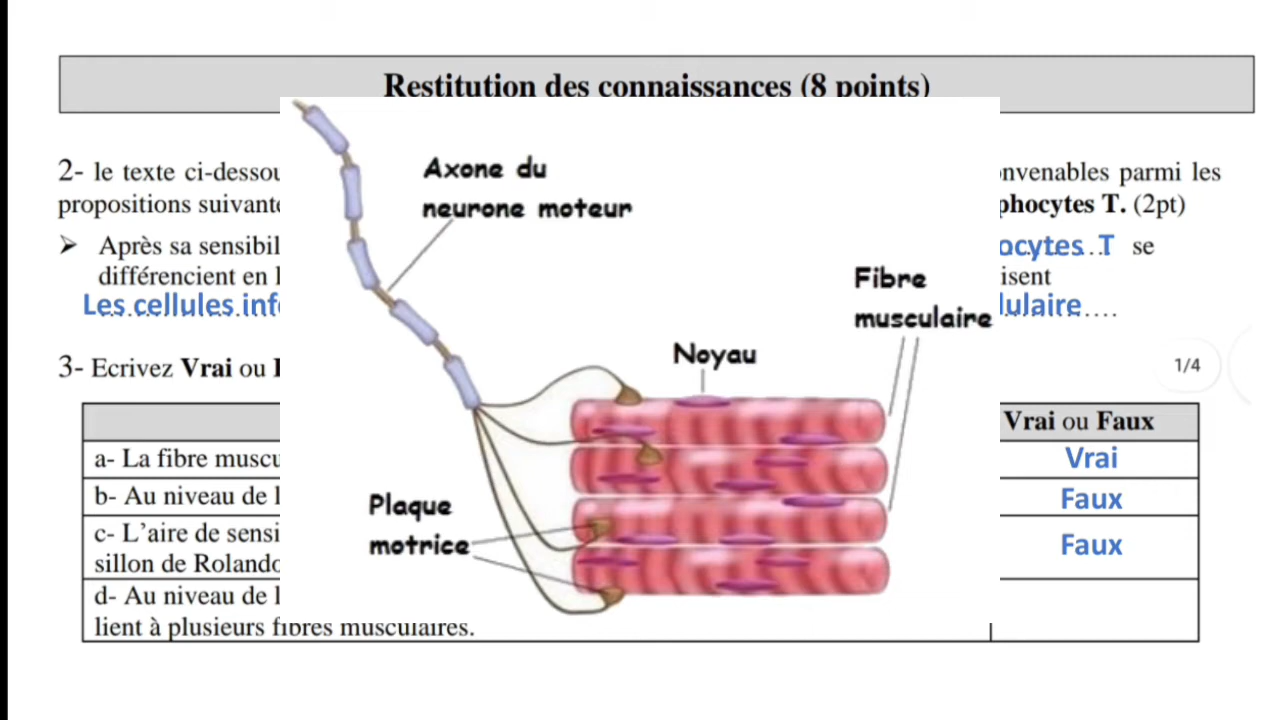 Restitution des connaissances (8 points)
2- le texte ci-dessou
nvenables parmi les
propositions suivant
phocytes T. (2pt)
➤ Après sa sensibil
ocytes T se
différencient en l
isent
Les cellules inf
lulaire
Axone du
neurone moteur
Fibre
musculaire
Noyau
Plaque
motrice
3- Ecrivez Vrai ou
1/4
Vrai ou Faux
a- La fibre muscu
Vrai
b- Au niveau de l
Faux
c- L'aire de sensi
sillon de Rolando
Faux
d- Au niveau de l
lient à plusieurs fibres musculaires.